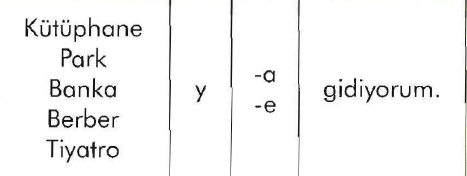 Kütüphane
Park
Banka
Berber
Tiyatro
y
-a
-e
gidiyorum.